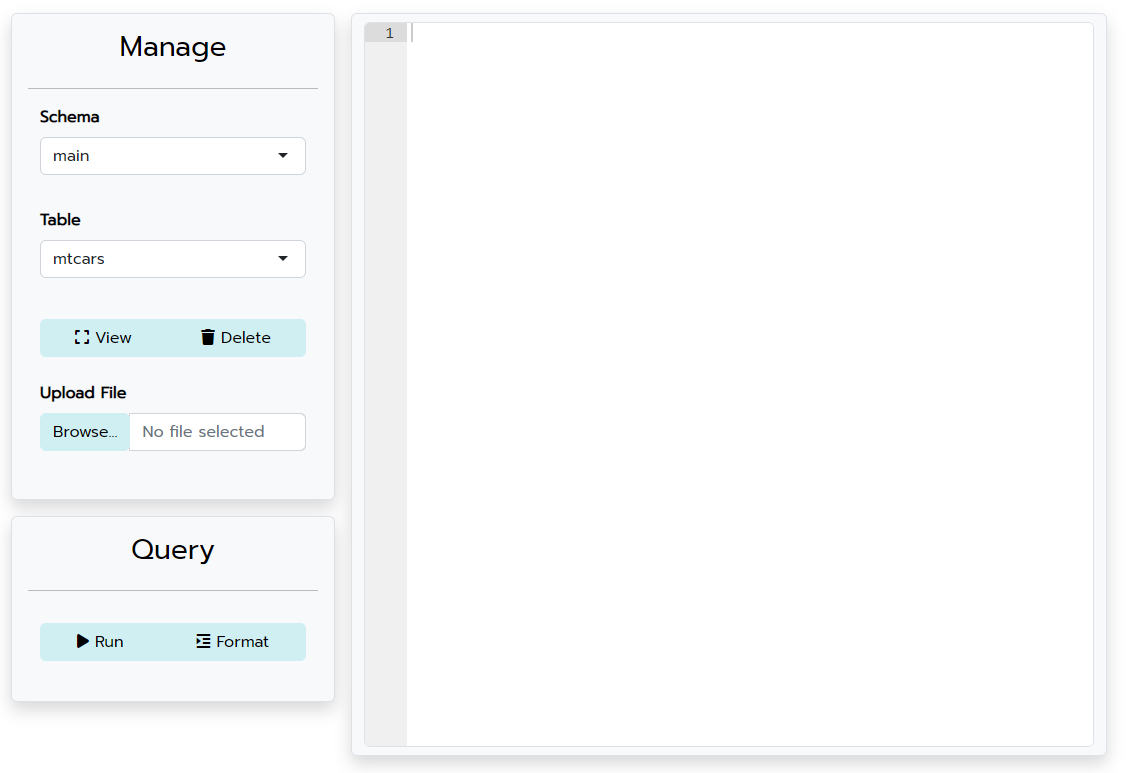 Manage
Schema
main
Table
mtcars
View Delete
Upload File
Browse... No file selected
Query
Run Format
1